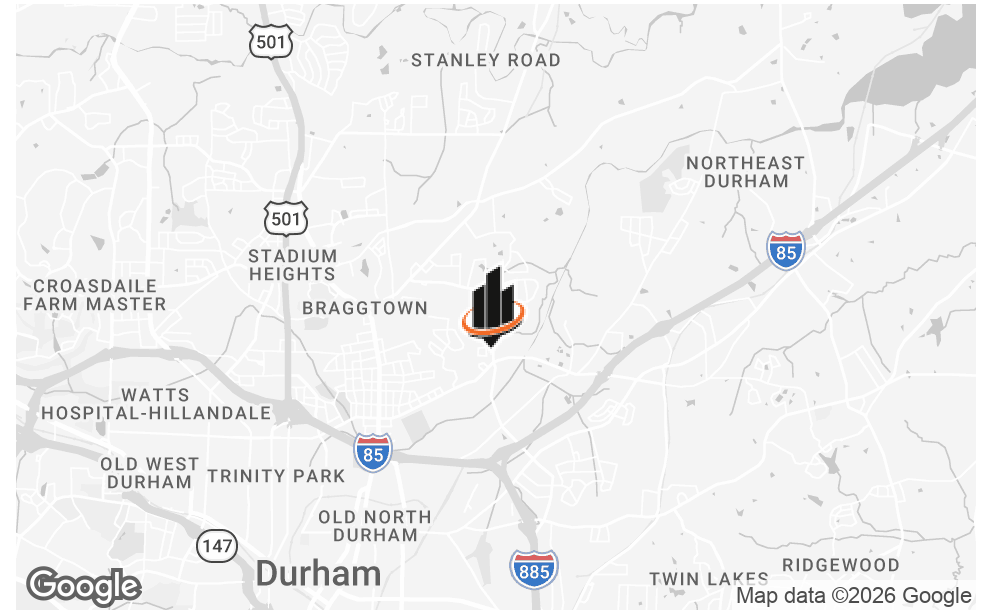 501
STANLEY ROAD
NORTHEAST
DURHAM
501
85
STADIUM
HEIGHTS
CROASDAILE
FARM MASTER
BRAGGTOWN
WATTS
HOSPITAL-HILLANDALE
85
OLD WEST
DURHAM
TRINITY PARK
OLD NORTH
DURHAM
147
Durham
885
TWIN LAKES
RIDGEWOOD
Google
Map data ©2026 Google